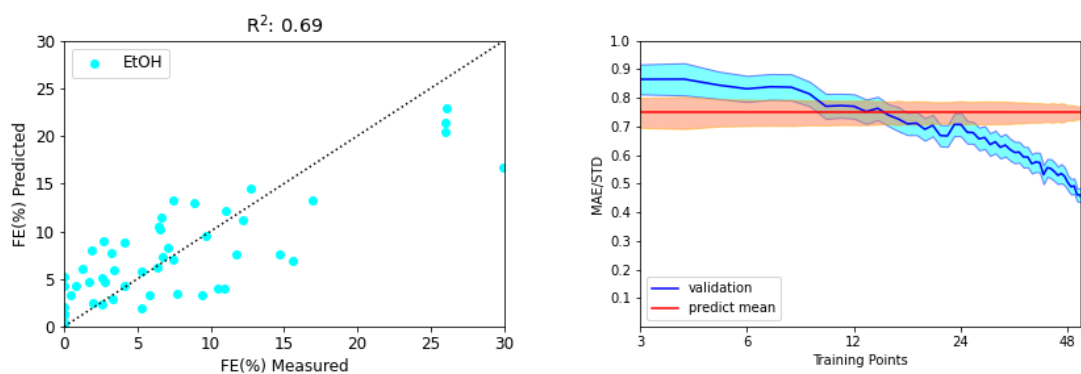 R²: 0.69
30
25
20
15
10
5
0
FE(%) Predicted
EtOH
0 5 10 15 20 25 30
FE(%) Measured
1.0
0.9
0.8
0.7
0.6
0.5
0.4
0.3
0.2
0.1
MAE/STD
validation
predict mean
3 6 12 24 48
Training Points